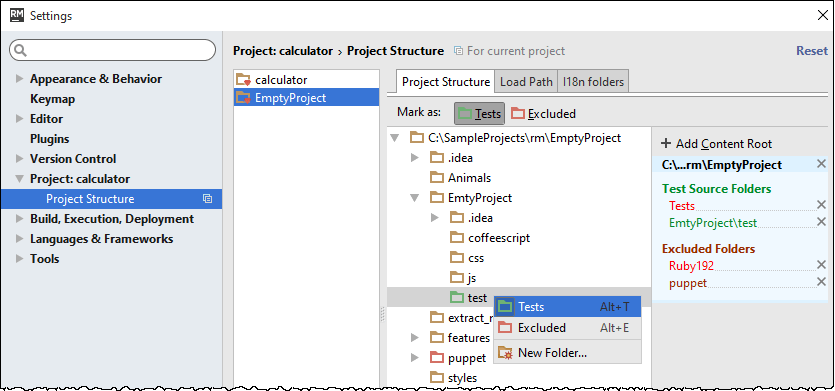 RM Settings
Project: calculator › Project Structure For current project Reset
Appearance & Behavior
Keymap
Editor
Plugins
Version Control
Project: calculator
Project Structure
Build, Execution, Deployment
Languages & Frameworks
Tools
calculator
EmptyProject
Project Structure Load Path I18n folders
Mark as: Tests Excluded
C:\SampleProjects\rm\EmptyProject
.idea
Animals
EmtyProject
.idea
coffeescript
css
js
test
extract_
features
puppet
styles
Tests Alt+T
Excluded Alt+E
New Folder...
+ Add Content Root
C:\...rm\EmptyProject
Test Source Folders
Tests
EmtyProject\test
Excluded Folders
Ruby192
puppet